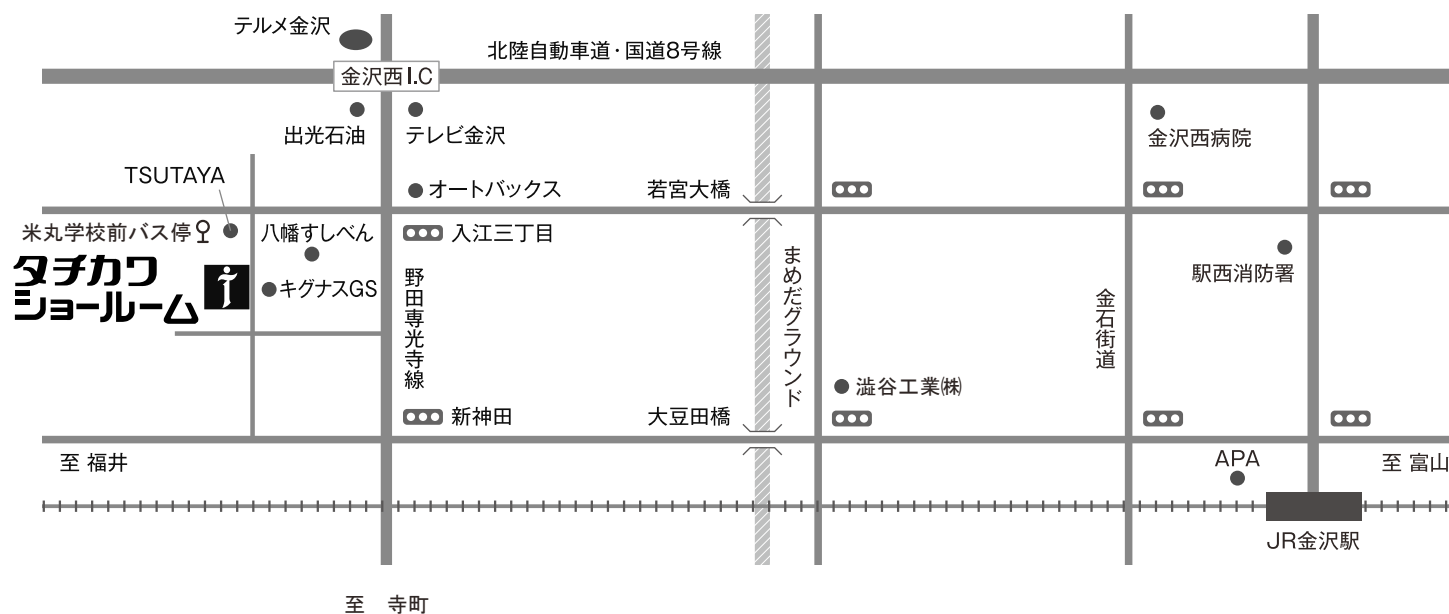 テルメ金沢
北陸自動車道・国道8号線
金沢西I.C
出光石油
テレビ金沢
金沢西病院
TSUTAYA
オートバックス
若宮大橋
米丸学校前バス停
八幡すしべん
入江三丁目
タチカワ
ショールーム
キグナスGS
野田専光寺線
まめだグラウンド
金石街道
駅西消防署
澁谷工業㈱
新神田
大豆田橋
至 福井
APA
至 富山
JR金沢駅
至 寺町